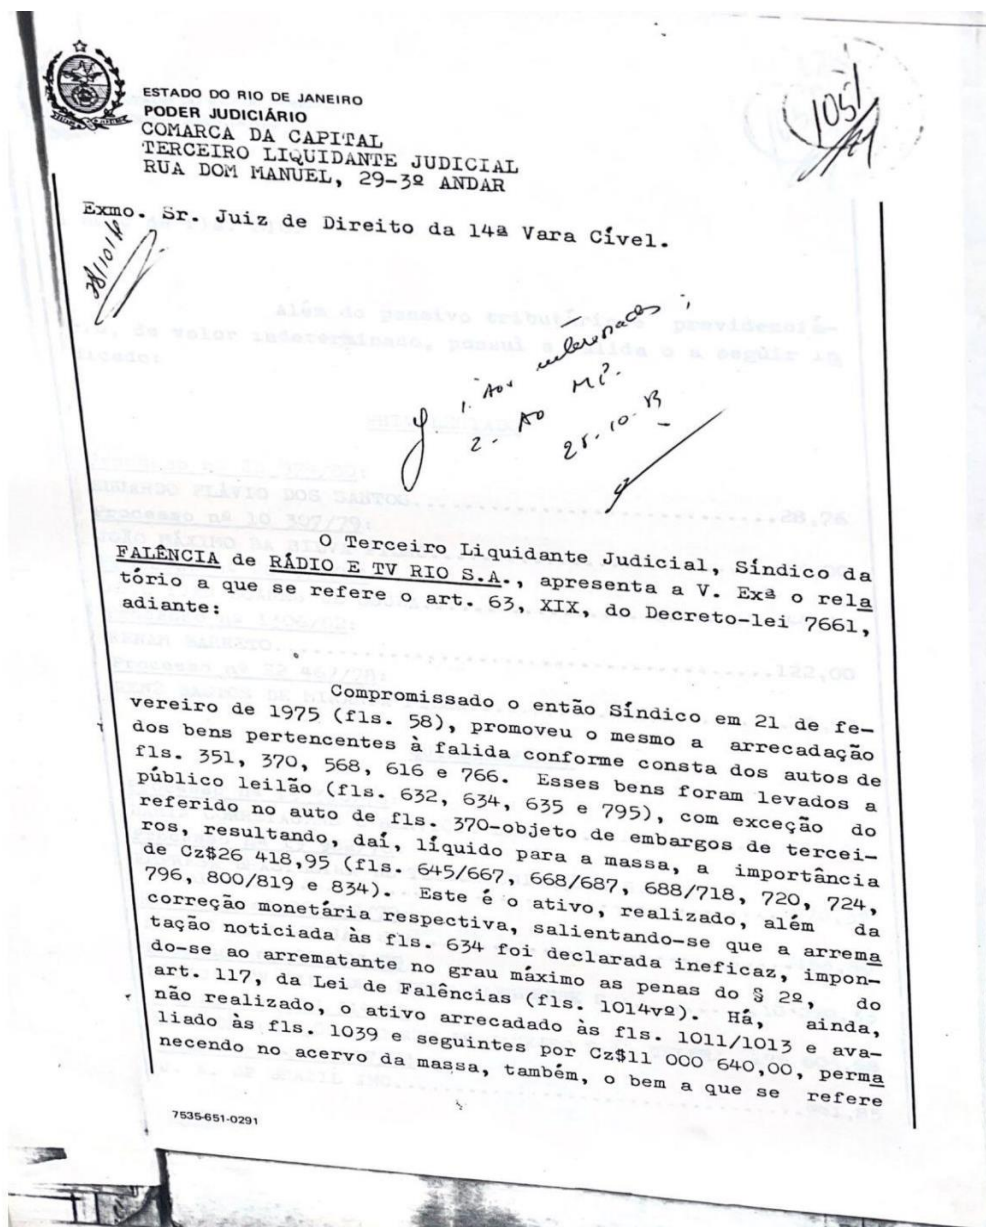 1051
ESTADO DO RIO DE JANEIRO
PODER JUDICIÁRIO
COMARCA DA CAPITAL
TERCEIRO LIQUIDANTE JUDICIAL
RUA DOM MANUEL, 29-3º ANDAR
Exmo. Sr. Juiz de Direito da 14ª Vara Cível.
1. Aos interessados;
2- Ao MP.
O Terceiro Liquidante Judicial, Síndico da
FALÊNCIA de RÁDIO E TV RIO S.A., apresenta a V. Exª o rela
tório a que se refere o art. 63, XIX, do Decreto-lei 7661,
adiante:
Compromissado o então Síndico em 21 de fe-
vereiro de 1975 (fls. 58), promoveu o mesmo a arrecadação
dos bens pertencentes à falida conforme consta dos autos de
fls. 351, 370, 568, 616 e 766. Esses bens foram levados a
público leilão (fls. 632, 634, 635 e 795), com exceção do
referido no auto de fls. 370-objeto de embargos de tercei-
ros, resultando, daí, líquido para a massa, a importância
de Cz$26 418,95 (fls. 645/667, 668/687, 688/718, 720, 724,
796, 800/819 e 834). Este é o ativo, realizado, além da
correção monetária respectiva, salientando-se que a arrema
tação noticiada às fls. 634 foi declarada ineficaz, impon-
do-se ao arrematante no grau máximo as penas do § 2º, do
art. 117, da Lei de Falências (fls. 1014vº). Há, ainda,
não realizado, o ativo arrecadado às fls. 1011/1013 e ava-
liado às fls. 1039 e seguintes por Cz$11 000 640,00, perma
necendo no acervo da massa, também, o bem a que se refere
7535-651-0291